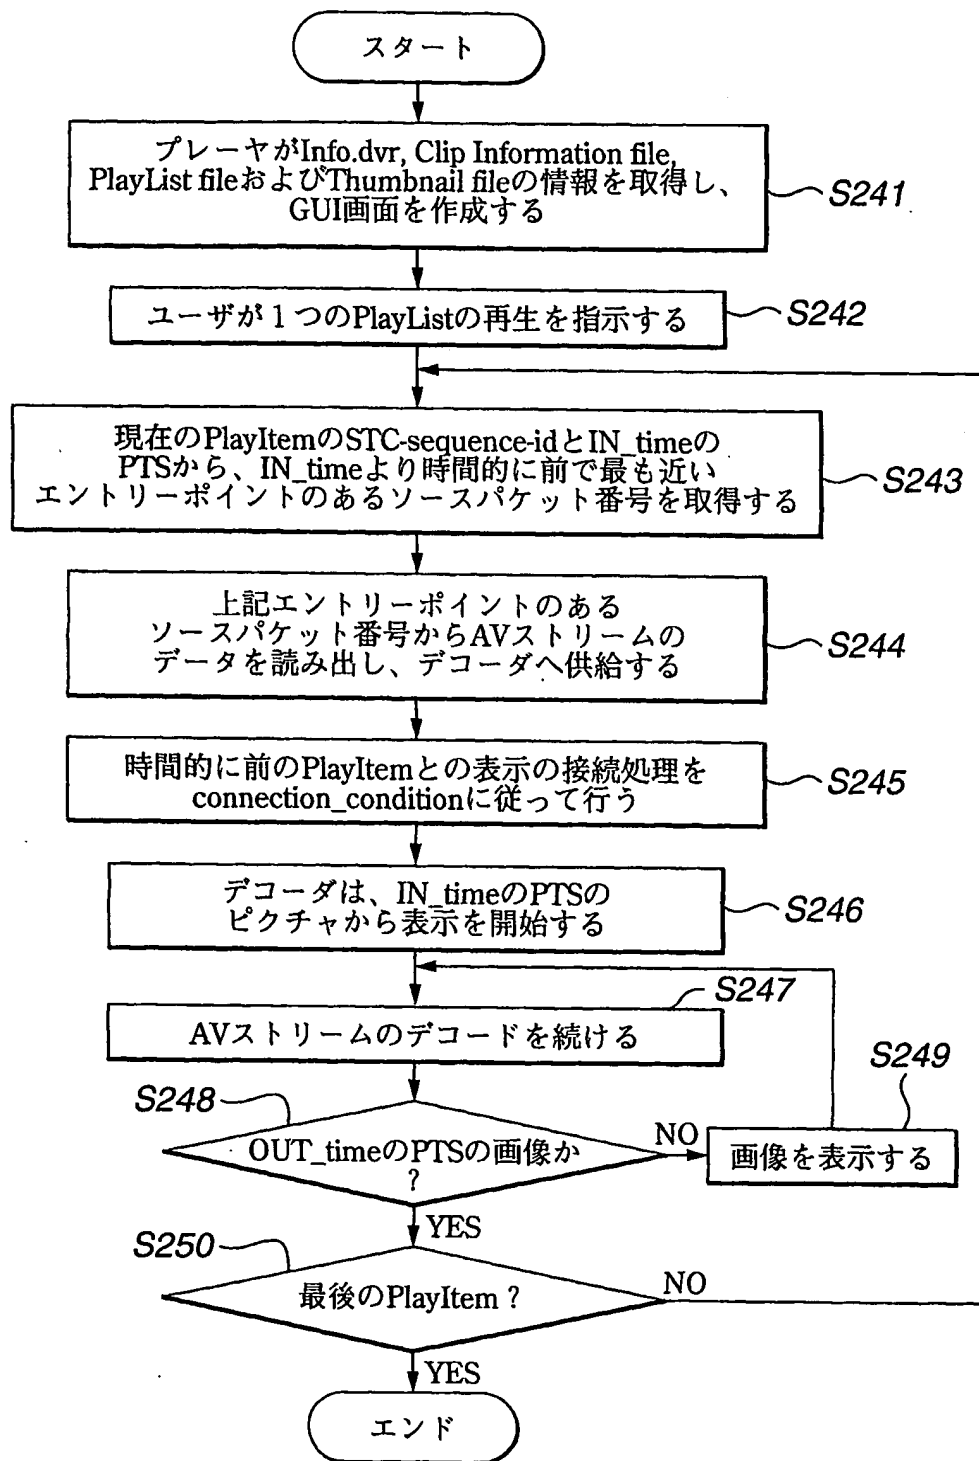 スタート
プレーヤがInfo.dvr, Clip Information file,
PlayList fileおよびThumbnail fileの情報を取得し、
GUI画面を作成する
S241
ユーザが1つのPlayListの再生を指示する
S242
現在のPlayItemのSTC-sequence-idとIN_timeの
PTSから、IN_timeより時間的に前で最も近い
エントリーポイントのあるソースパケット番号を取得する
S243
上記エントリーポイントのある
ソースパケット番号からAVストリームの
データを読み出し、デコーダへ供給する
S244
時間的に前のPlayItemとの表示の接続処理を
connection_conditionに従って行う
S245
デコーダは、IN_timeのPTSの
ピクチャから表示を開始する
S246
S247
AVストリームのデコードを続ける
S248
OUT_timeのPTSの画像か
?
NO
S249
画像を表示する
YES
S250
最後のPlayItem?
NO
YES
エンド